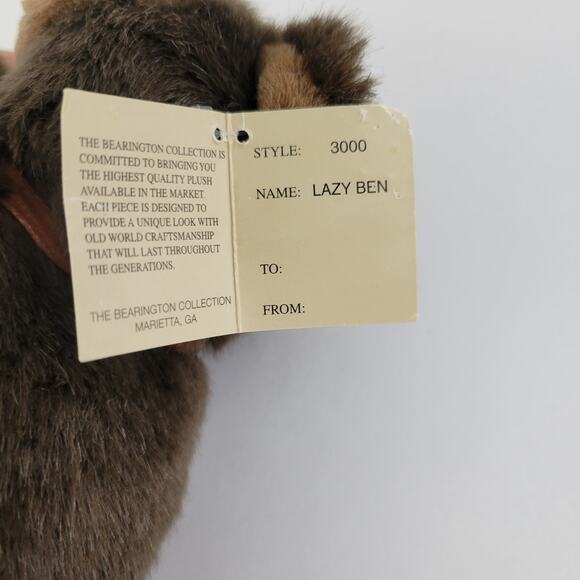 THE BEARINGTON COLLECTION IS
COMMITTED TO BRINGING YOU
THE HIGHEST QUALITY PLUSH
AVAILABLE IN THE MARKET.
EACH PIECE IS DESIGNED TO
PROVIDE A UNIQUE LOOK WITH
OLD WORLD CRAFTSMANSHIP
THAT WILL LAST THROUGHOUT
THE GENERATIONS.
THE BEARINGTON COLLECTION
MARIETTA, GA
STYLE: 3000
NAME: LAZY BEN
TO:
FROM: